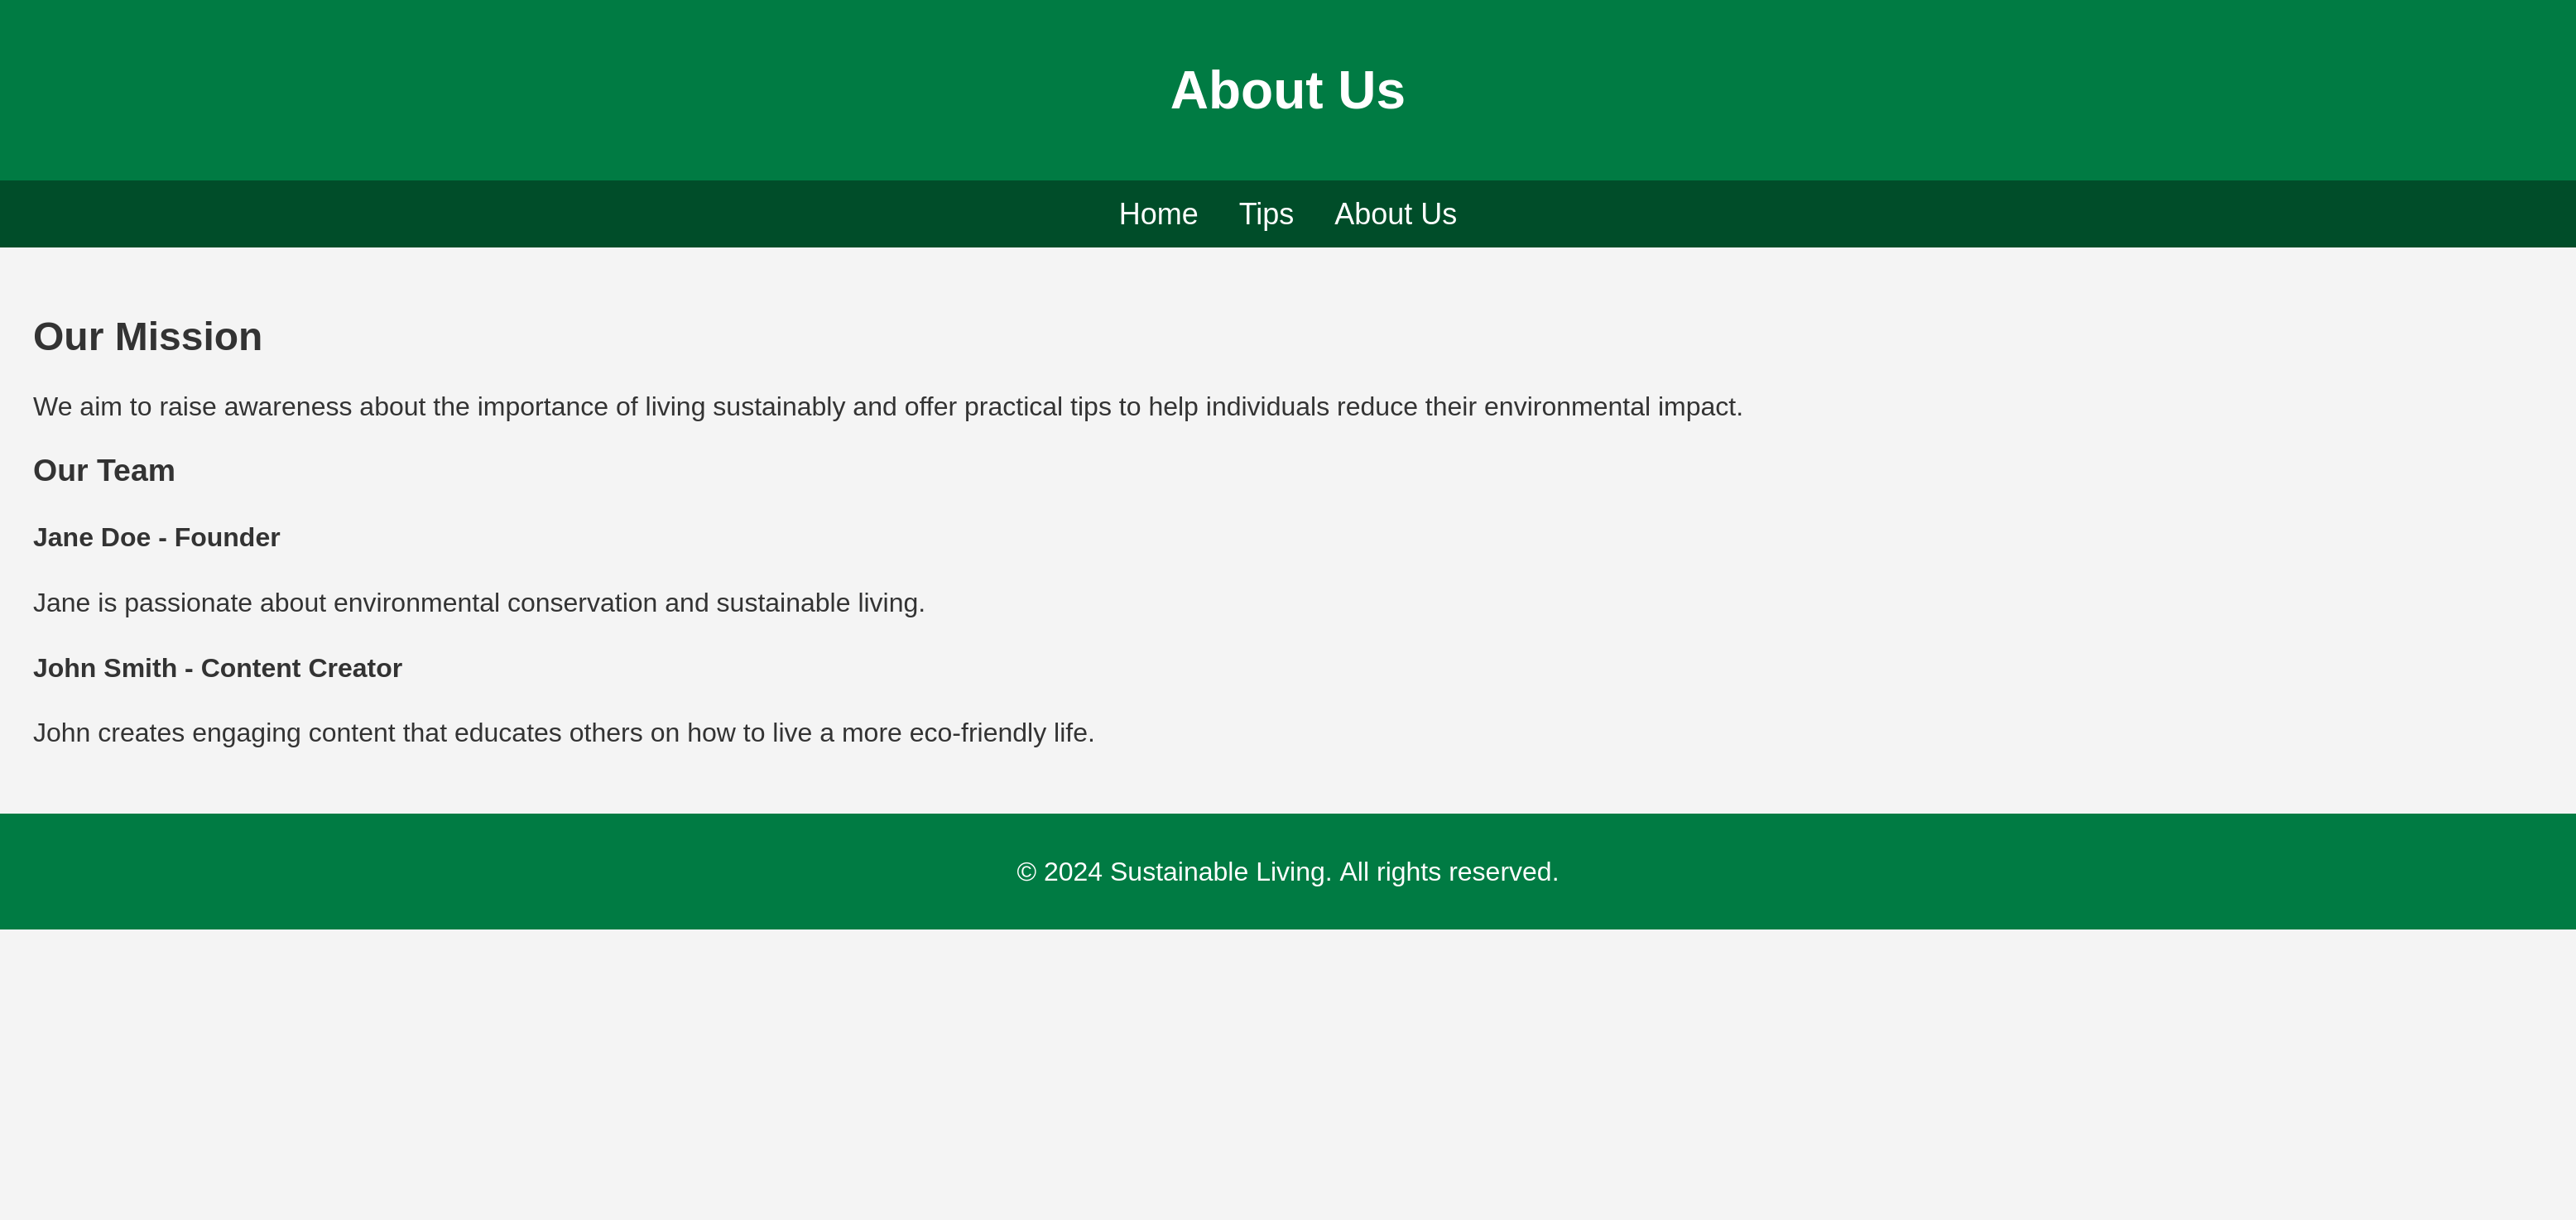 About Us
Home Tips About Us
Our Mission
We aim to raise awareness about the importance of living sustainably and offer practical tips to help individuals reduce their environmental impact.
Our Team
Jane Doe - Founder
Jane is passionate about environmental conservation and sustainable living.
John Smith - Content Creator
John creates engaging content that educates others on how to live a more eco-friendly life.
© 2024 Sustainable Living. All rights reserved.